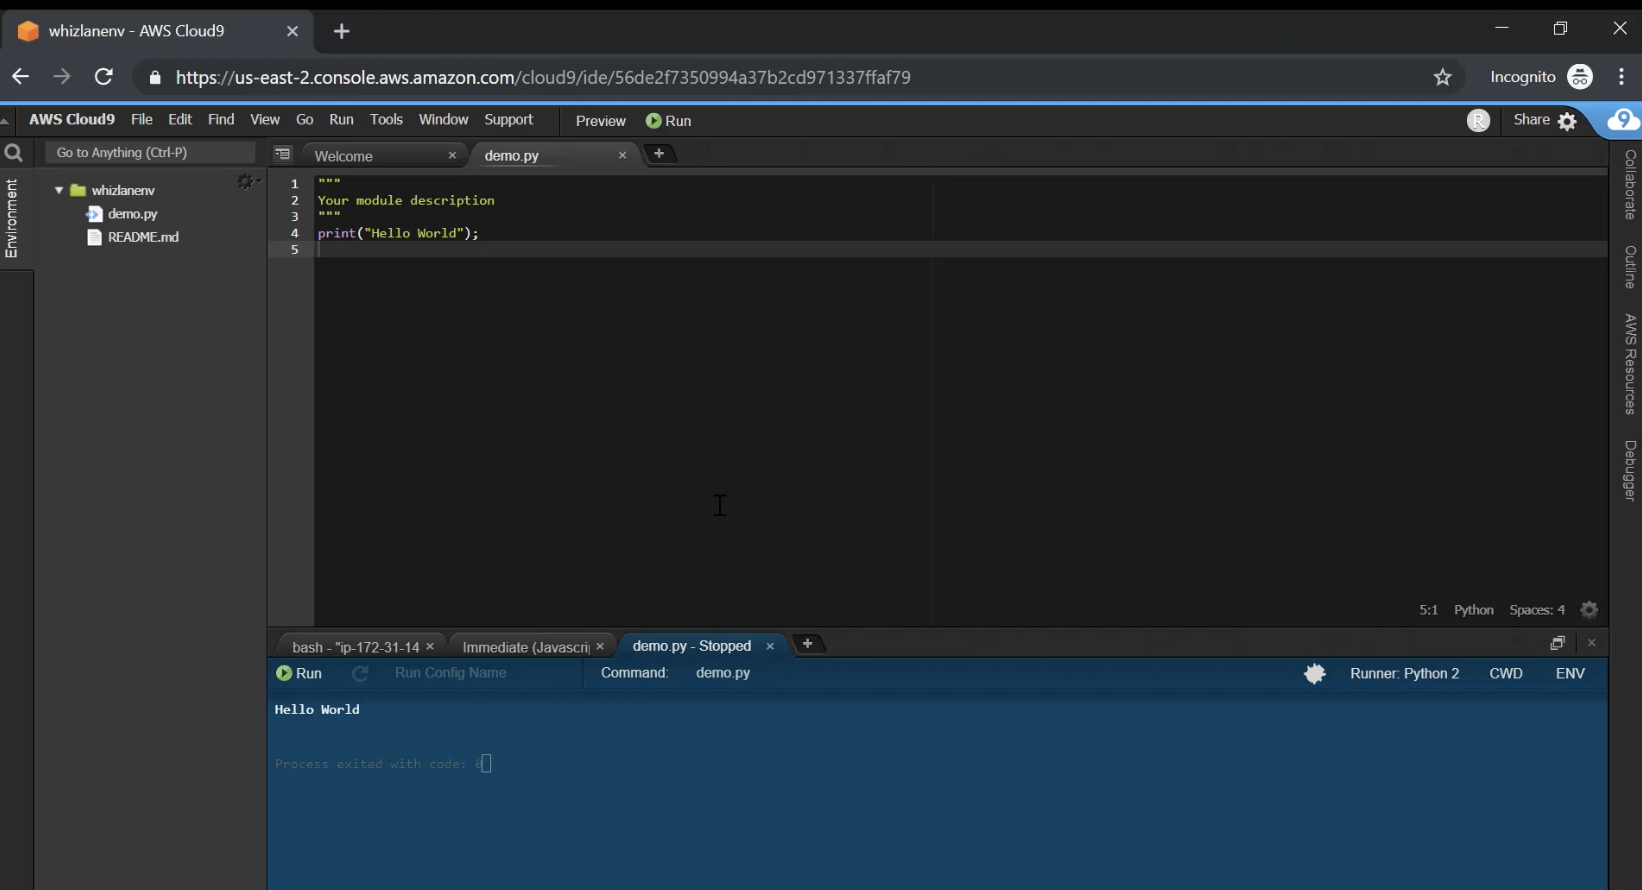 whizlanenv - AWS Cloud9
https://us-east-2.console.aws.amazon.com/cloud9/ide/56de2f7350994a37b2cd971337ffaf79
Incognito
AWS Cloud9 File Edit Find View Go Run Tools Window Support Preview Run R Share 9
Go to Anything (Ctrl-P)
Welcome
demo.py
Environment
whizlanenv
demo.py
README.md
1 """
2 Your module description
3 """
4 print("Hello World");
5
Collaborate
Outline
AWS Resources
Debugger
5:1 Python Spaces: 4
bash - "ip-172-31-14
Immediate (Javascri
demo.py - Stopped
Run
Run Config Name
Command: demo.py
Runner: Python 2
CWD
ENV
Hello World
Process exited with code: 0